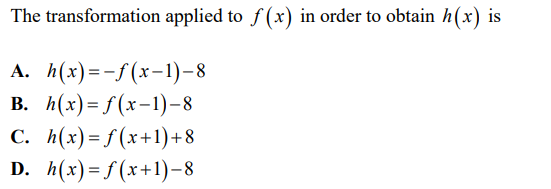 The transformation applied to f(x) in order to obtain h(x) is
A. h(x)=-f(x-1)-8
B. h(x)=f(x-1)-8
C. h(x)=f(x+1)+8
D. h(x)=f(x+1)-8